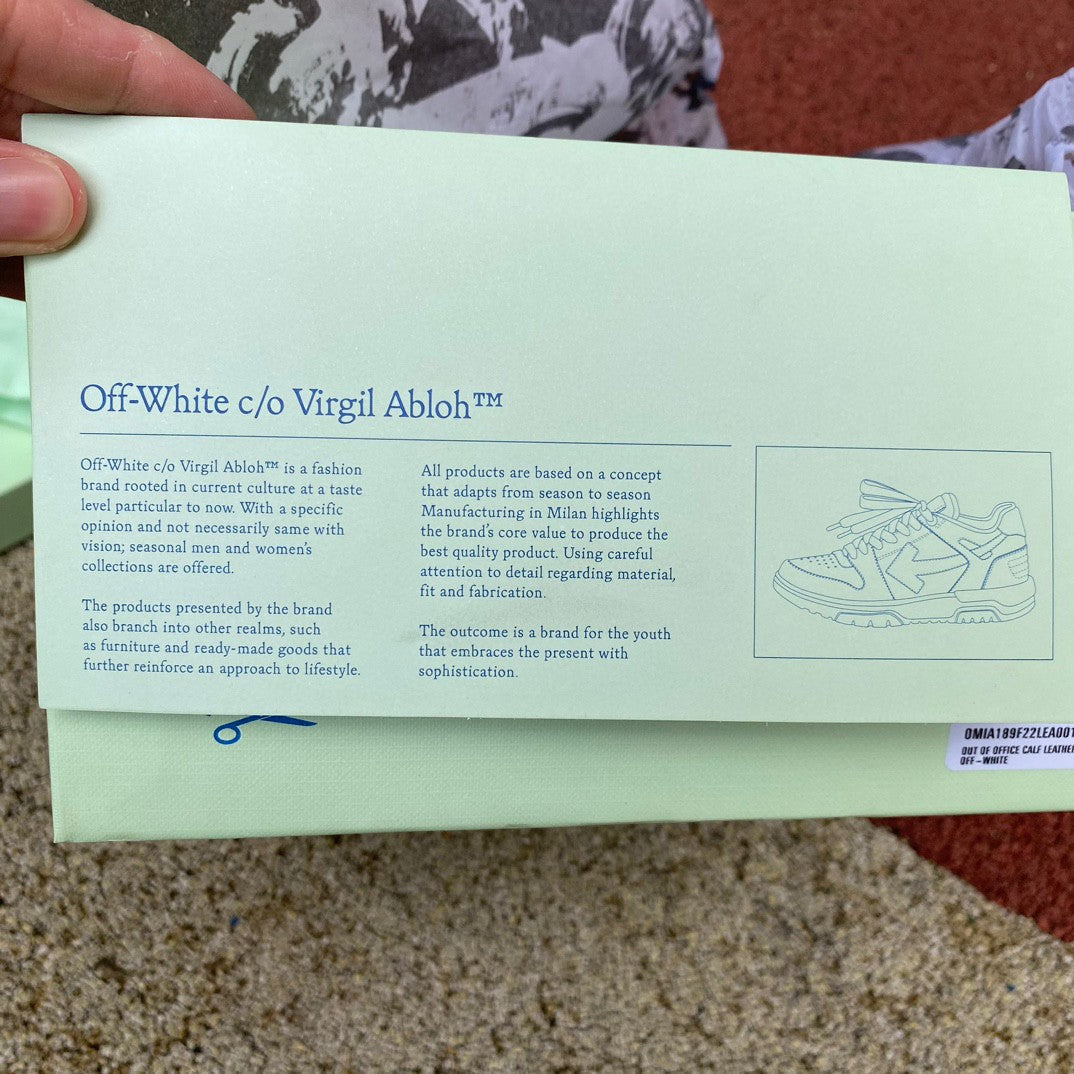 Off-White c/o Virgil Abloh™
Off-White c/o Virgil Abloh™ is a fashion
brand rooted in current culture at a taste
level particular to now. With a specific
opinion and not necessarily same with
vision; seasonal men and women's
collections are offered.
The products presented by the brand
also branch into other realms, such
as furniture and ready-made goods that
further reinforce an approach to lifestyle.
All products are based on a concept
that adapts from season to season
Manufacturing in Milan highlights
the brand's core value to produce the
best quality product. Using careful
attention to detail regarding material,
fit and fabrication.
The outcome is a brand for the youth
that embraces the present with
sophistication.
OMIA189F22LEA001
OUT OF OFFICE CALF LEATHER
OFF-WHITE